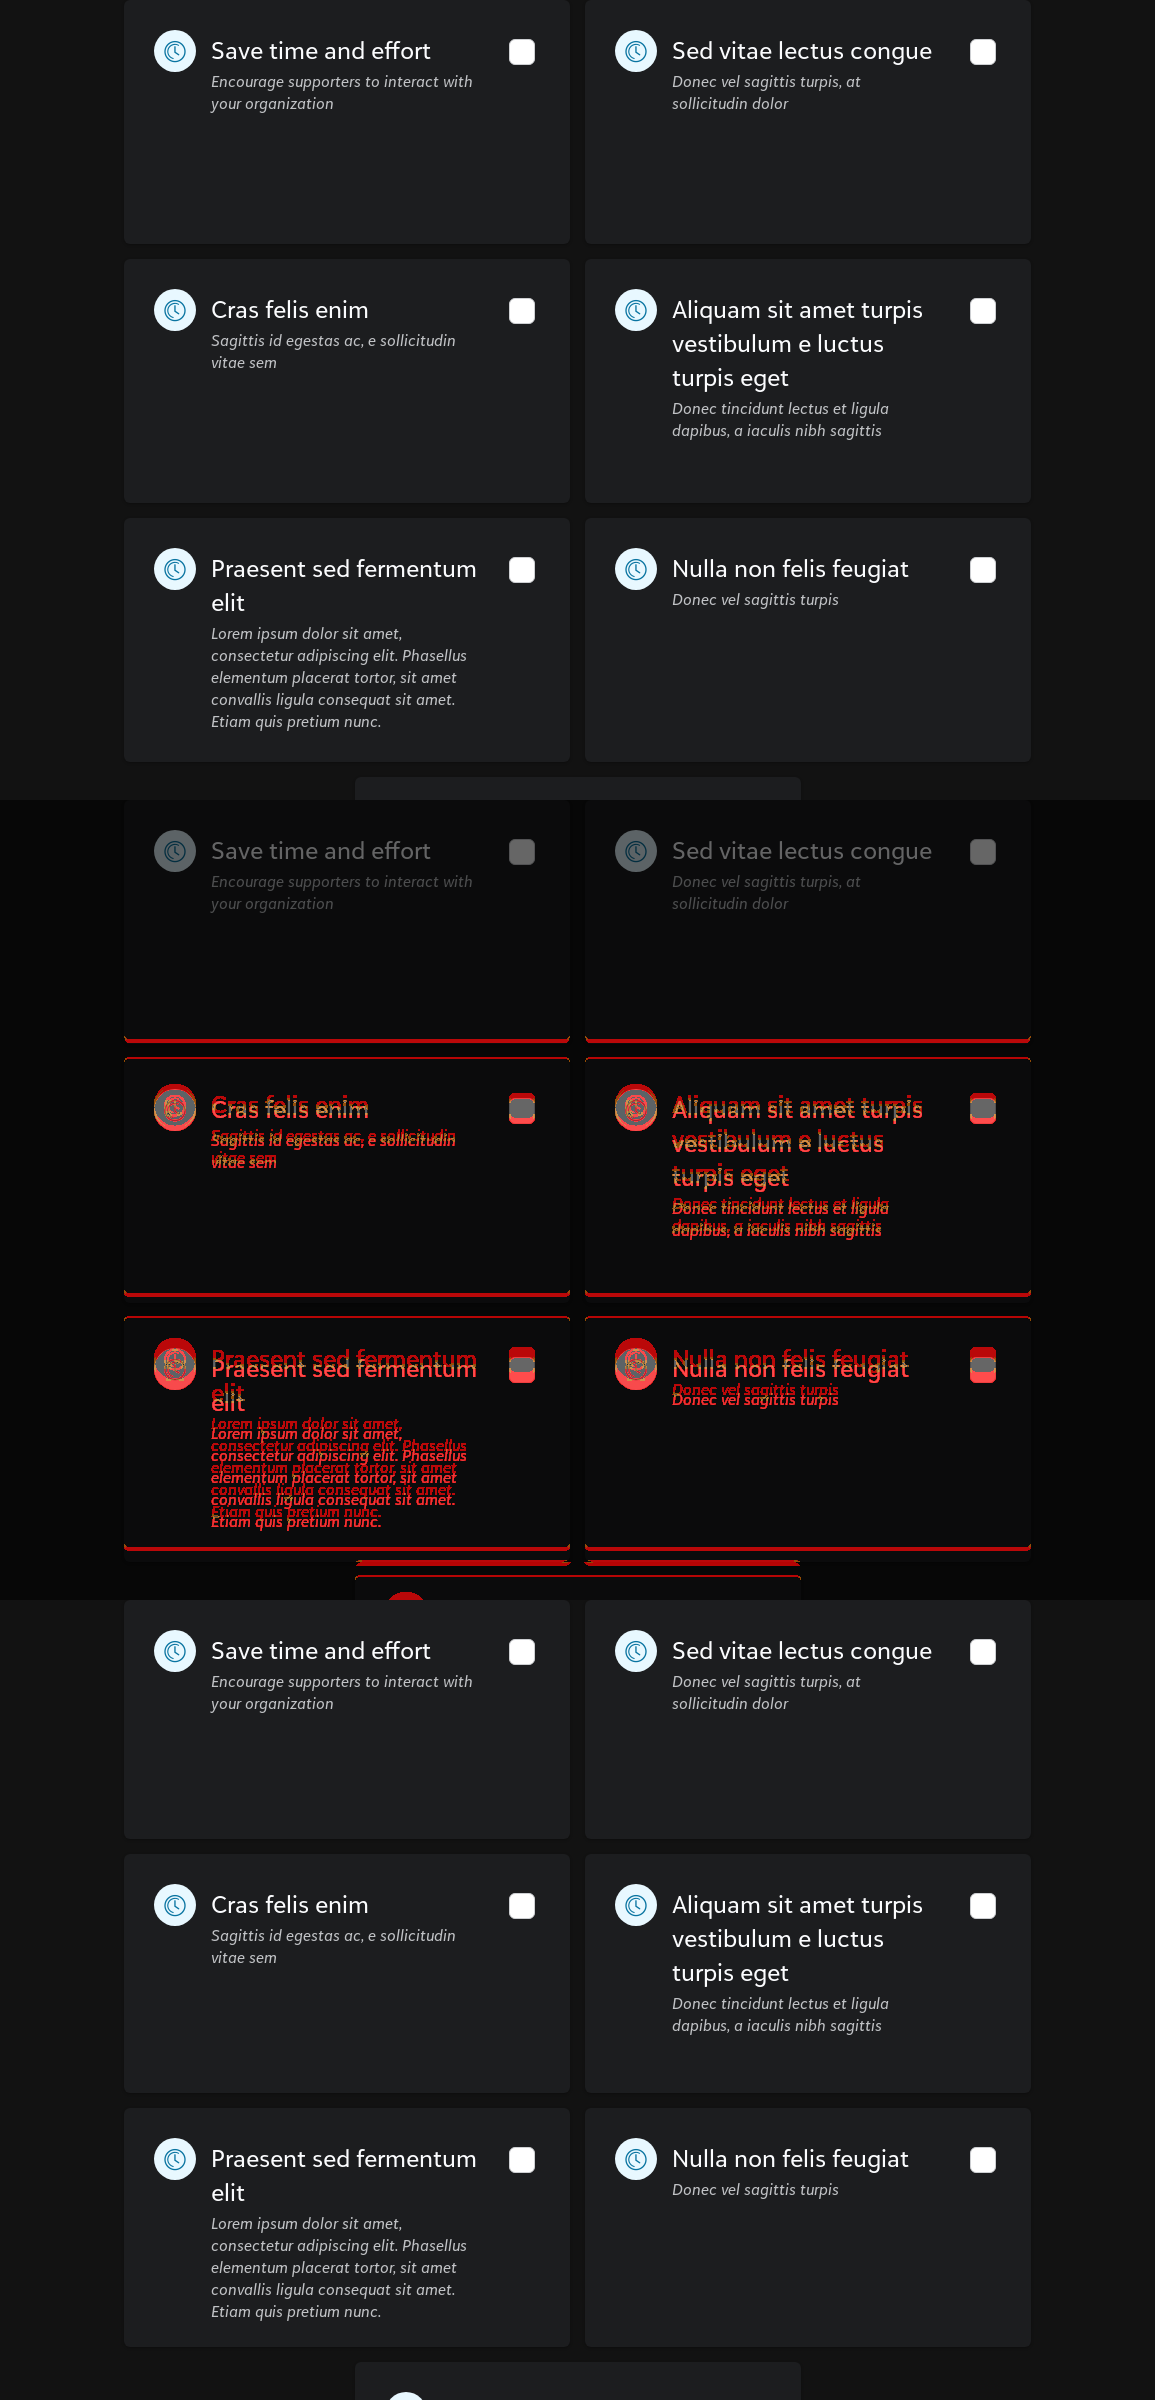 Save time and effort
Encourage supporters to interact with
your organization
Sed vitae lectus congue
Donec vel sagittis turpis, at
sollicitudin dolor
Cras felis enim
Sagittis id egestas ac, e sollicitudin
vitae sem
Aliquam sit amet turpis
vestibulum e luctus
turpis eget
Donec tincidunt lectus et ligula
dapibus, a iaculis nibh sagittis
Praesent sed fermentum
elit
Lorem ipsum dolor sit amet,
consectetur adipiscing elit. Phasellus
elementum placerat tortor, sit amet
convallis ligula consequat sit amet.
Etiam quis pretium nunc.
Nulla non felis feugiat
Donec vel sagittis turpis
Save time and effort
Encourage supporters to interact with
your organization
Sed vitae lectus congue
Donec vel sagittis turpis, at
sollicitudin dolor
Cras felis enim
Sagittis id egestas ac, e sollicitudin
vitae sem
Aliquam sit amet turpis
vestibulum e luctus
turpis eget
Donec tincidunt lectus et ligula
dapibus, a iaculis nibh sagittis
Praesent sed fermentum
elit
Lorem ipsum dolor sit amet,
consectetur adipiscing elit. Phasellus
elementum placerat tortor, sit amet
convallis ligula consequat sit amet.
Etiam quis pretium nunc.
Nulla non felis feugiat
Donec vel sagittis turpis
Save time and effort
Encourage supporters to interact with
your organization
Sed vitae lectus congue
Donec vel sagittis turpis, at
sollicitudin dolor
Cras felis enim
Sagittis id egestas ac, e sollicitudin
vitae sem
Aliquam sit amet turpis
vestibulum e luctus
turpis eget
Donec tincidunt lectus et ligula
dapibus, a iaculis nibh sagittis
Praesent sed fermentum
elit
Lorem ipsum dolor sit amet,
consectetur adipiscing elit. Phasellus
elementum placerat tortor, sit amet
convallis ligula consequat sit amet.
Etiam quis pretium nunc.
Nulla non felis feugiat
Donec vel sagittis turpis